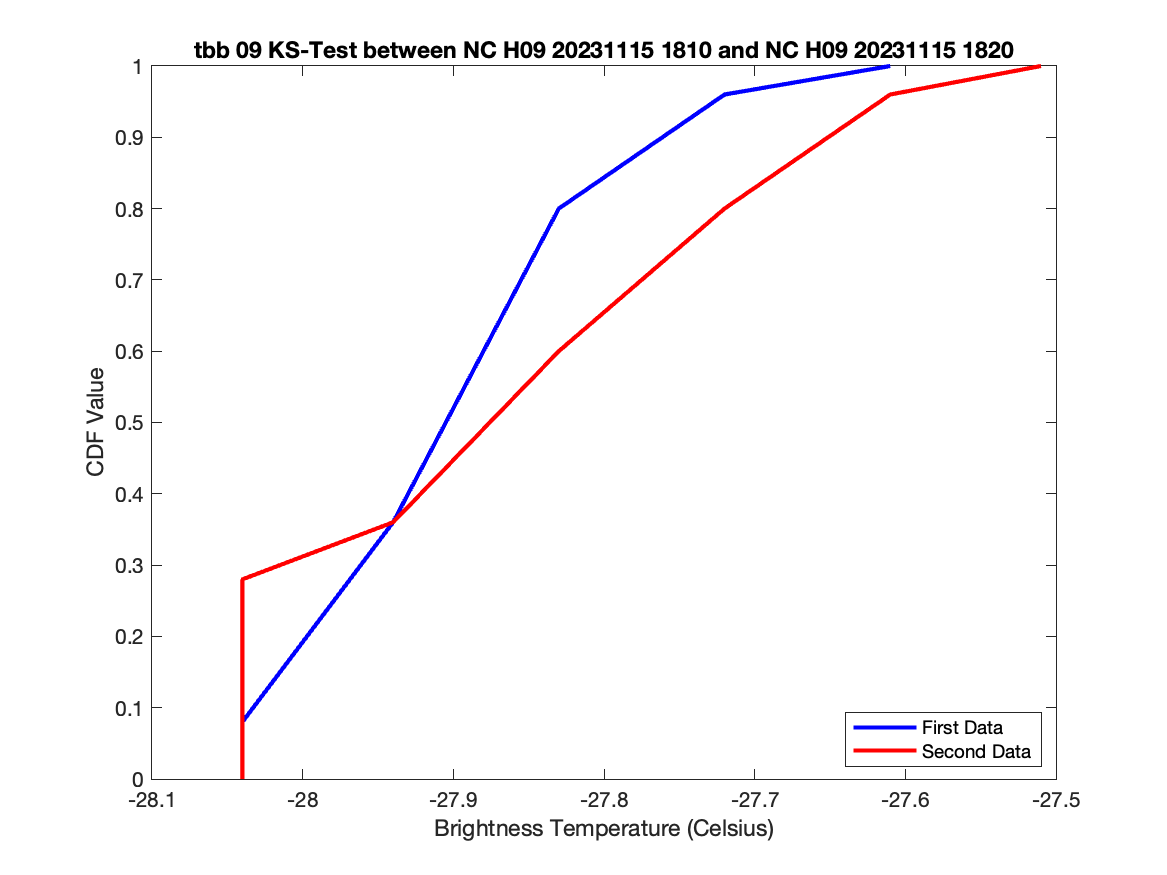 tbb 09 KS-Test between NC H09 20231115 1810 and NC H09 20231115 1820
1
0.9
0.8
0.7
0.6
0.5
0.4
0.3
0.2
0.1
0
CDF Value
-28.1 -28 -27.9 -27.8 -27.7 -27.6 -27.5
Brightness Temperature (Celsius)
First Data
Second Data